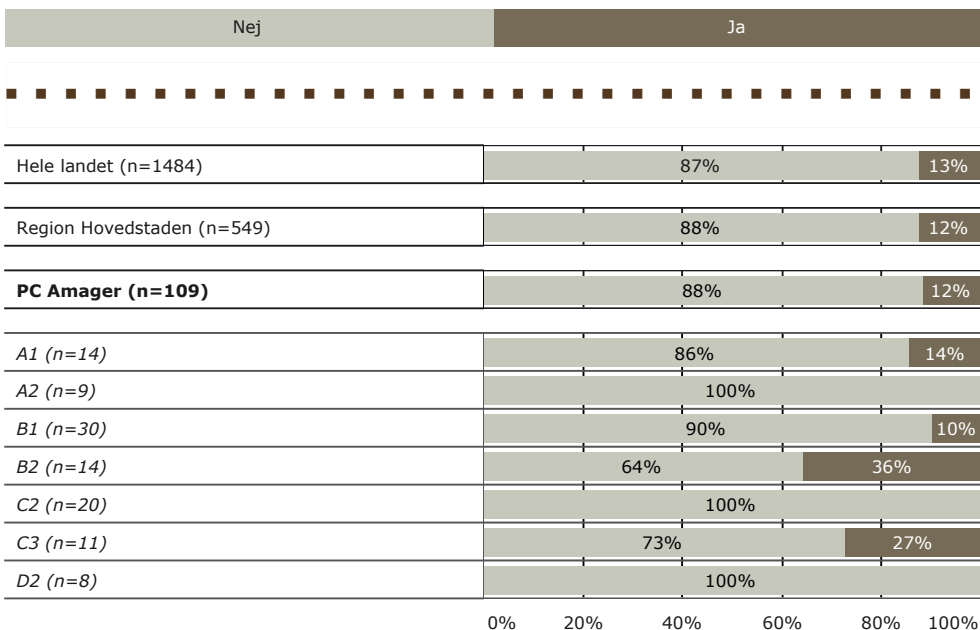 Nej Ja
Hele landet (n=1484) 87% 13%
Region Hovedstaden (n=549) 88% 12%
PC Amager (n=109) 88% 12%
A1 (n=14) 86% 14%
A2 (n=9) 100%
B1 (n=30) 90% 10%
B2 (n=14) 64% 36%
C2 (n=20) 100%
C3 (n=11) 73% 27%
D2 (n=8) 100%
0% 20% 40% 60% 80% 100%